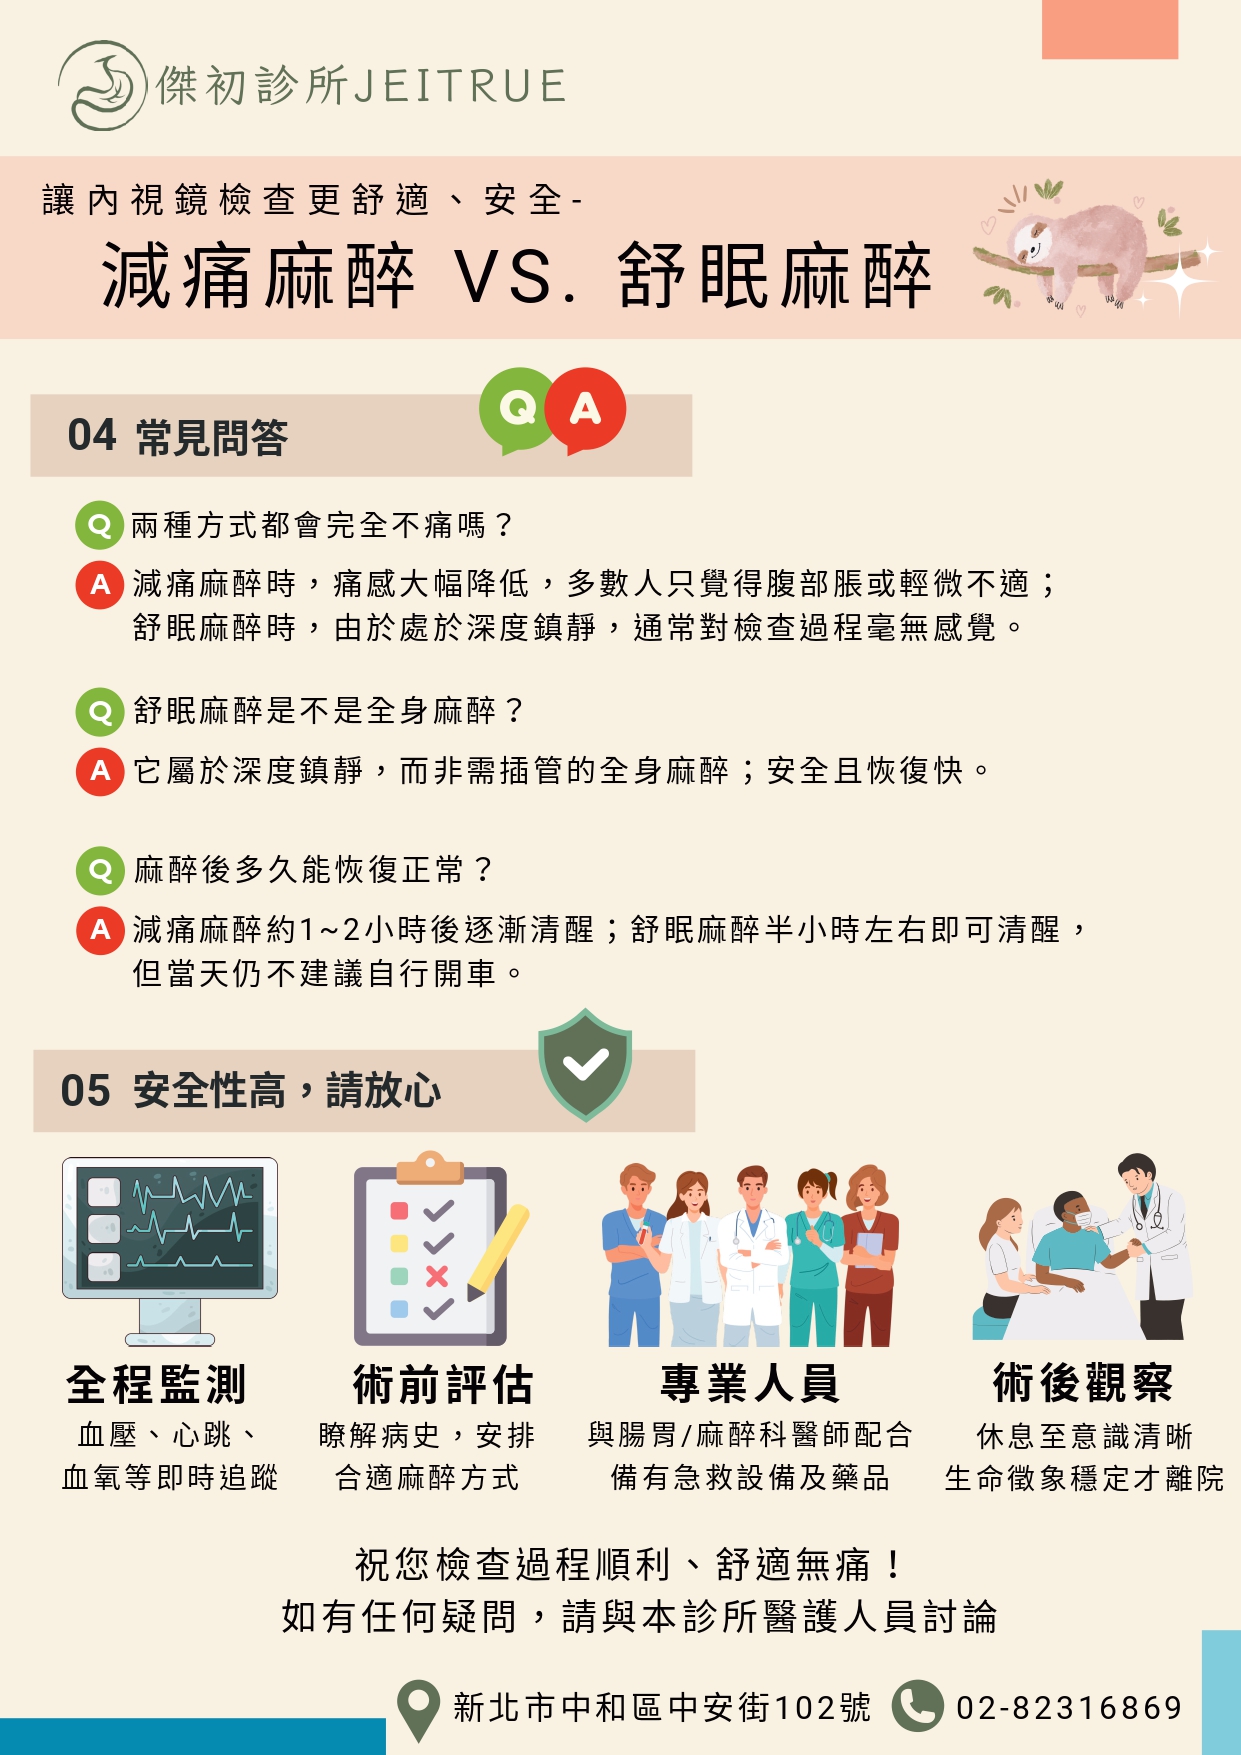 傑初診所JEITRUE
讓內視鏡檢查更舒適、安全-
減痛麻醉 VS. 舒眠麻醉
Q A
04 常見問答
Q 兩種方式都會完全不痛嗎？
A 減痛麻醉時，痛感大幅降低，多數人只覺得腹部脹或輕微不適；
舒眠麻醉時，由於處於深度鎮靜，通常對檢查過程毫無感覺。
Q 舒眠麻醉是不是全身麻醉？
A 它屬於深度鎮靜，而非需插管的全身麻醉；安全且恢復快。
Q 麻醉後多久能恢復正常？
A 減痛麻醉約1~2小時後逐漸清醒；舒眠麻醉半小時左右即可清醒，
但當天仍不建議自行開車。
05 安全性高，請放心
全程監測
血壓、心跳、
血氧等即時追蹤
術前評估
瞭解病史，安排
合適麻醉方式
專業人員
與腸胃/麻醉科醫師配合
備有急救設備及藥品
術後觀察
休息至意識清晰
生命徵象穩定才離院
祝您檢查過程順利、舒適無痛！
如有任何疑問，請與本診所醫護人員討論
新北市中和區中安街102號 02-82316869